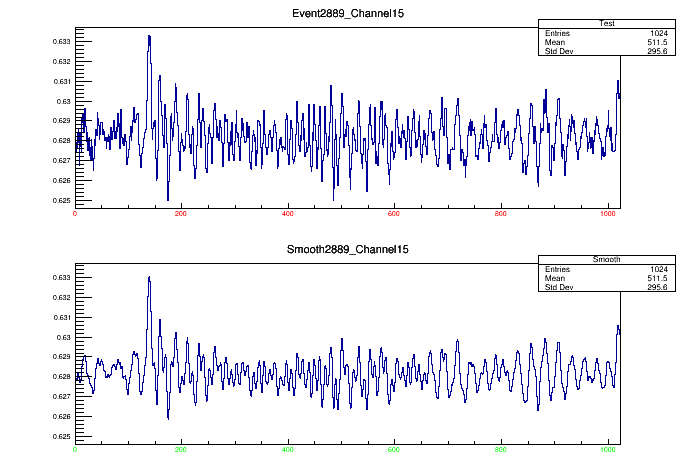 Event2889_Channel15
Test
Entries 1024
Mean 511.5
Std Dev 295.6
0.633
0.632
0.631
0.63
0.629
0.628
0.627
0.626
0.625
0 200 400 600 800 1000
Smooth2889_Channel15
Smooth
Entries 1024
Mean 511.5
Std Dev 295.6
0.633
0.632
0.631
0.63
0.629
0.628
0.627
0.626
0.625
0 200 400 600 800 1000